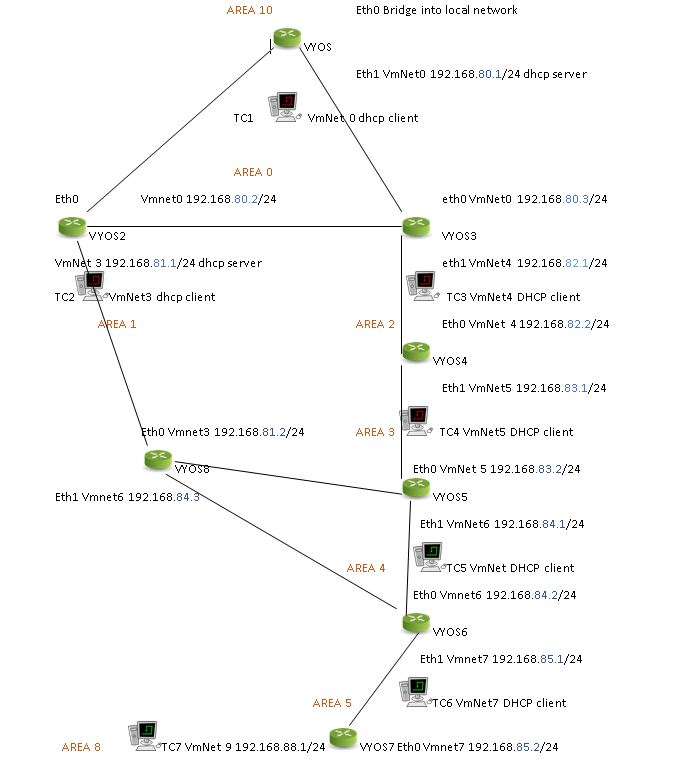 AREA 10 Eth0 Bridge into local network
VYOS
Eth1 VmNet0 192.168.80.1/24 dhcp server
TC1 VmNet 0 dhcp client
AREA 0
Eth0 Vmnet0 192.168.80.2/24 eth0 VmNet0 192.168.80.3/24
VYOS2 VYOS3
VmNet 3 192.168.81.1/24 dhcp server eth1 VmNet4 192.168.82.1/24
TC2 VmNet3 dhcp client TC3 VmNet4 DHCP client
AREA 1 AREA 2 Eth0 VmNet 4 192.168.82.2/24
VYOS4
Eth1 VmNet5 192.168.83.1/24
Eth0 Vmnet3 192.168.81.2/24 AREA 3 TC4 VmNet5 DHCP client
VYOS8 Eth0 VmNet 5 192.168.83.2/24
Eth1 Vmnet6 192.168.84.3 VYOS5
Eth1 VmNet6 192.168.84.1/24
AREA 4 TC5 VmNet DHCP client
Eth0 Vmnet6 192.168.84.2/24
VYOS6
Eth1 Vmnet7 192.168.85.1/24
AREA 5 TC6 VmNet7 DHCP client
AREA 8 TC7 VmNet 9 192.168.88.1/24 VYOS7 Eth0 Vmnet7 192.168.85.2/24